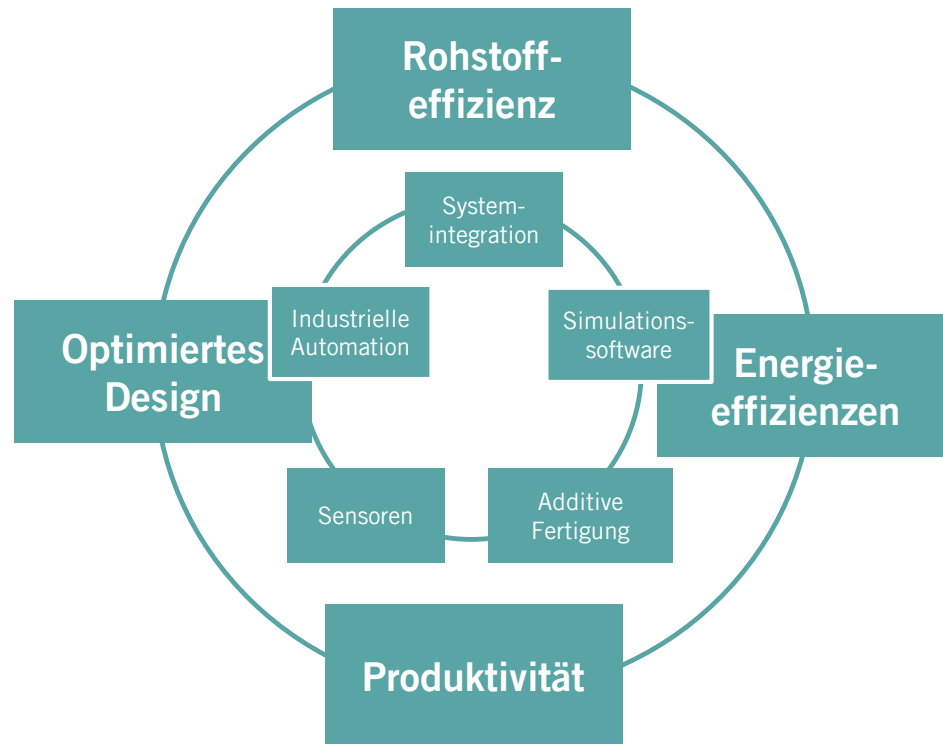 Rohstoff-
effizienz
System-
integration
Industrielle
Automation
Simulations-
software
Optimiertes
Design
Energie-
effizienzen
Sensoren
Additive
Fertigung
Produktivität